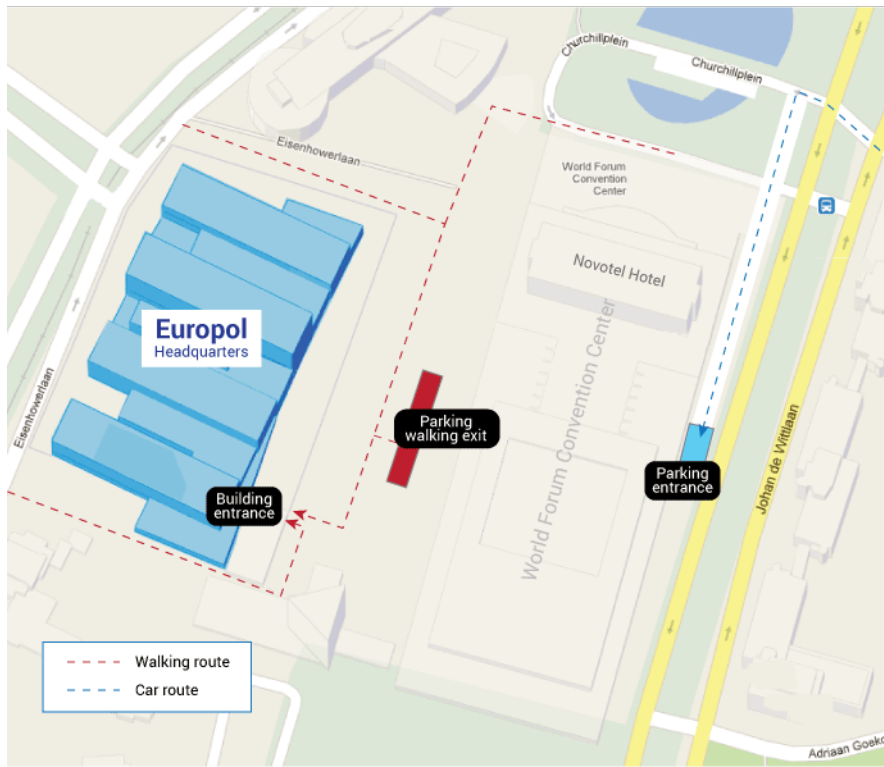 Churchillplein
Churchillplein
Eisenhowerlaan
World Forum
Convention
Center
Novotel Hotel
Europol
Headquarters
World Forum Convention Center
Eisenhowerlaan
Parking
walking exit
Parking
entrance
Johan de Wittlaan
Building
entrance
Walking route
Car route
Adriaan Goeko